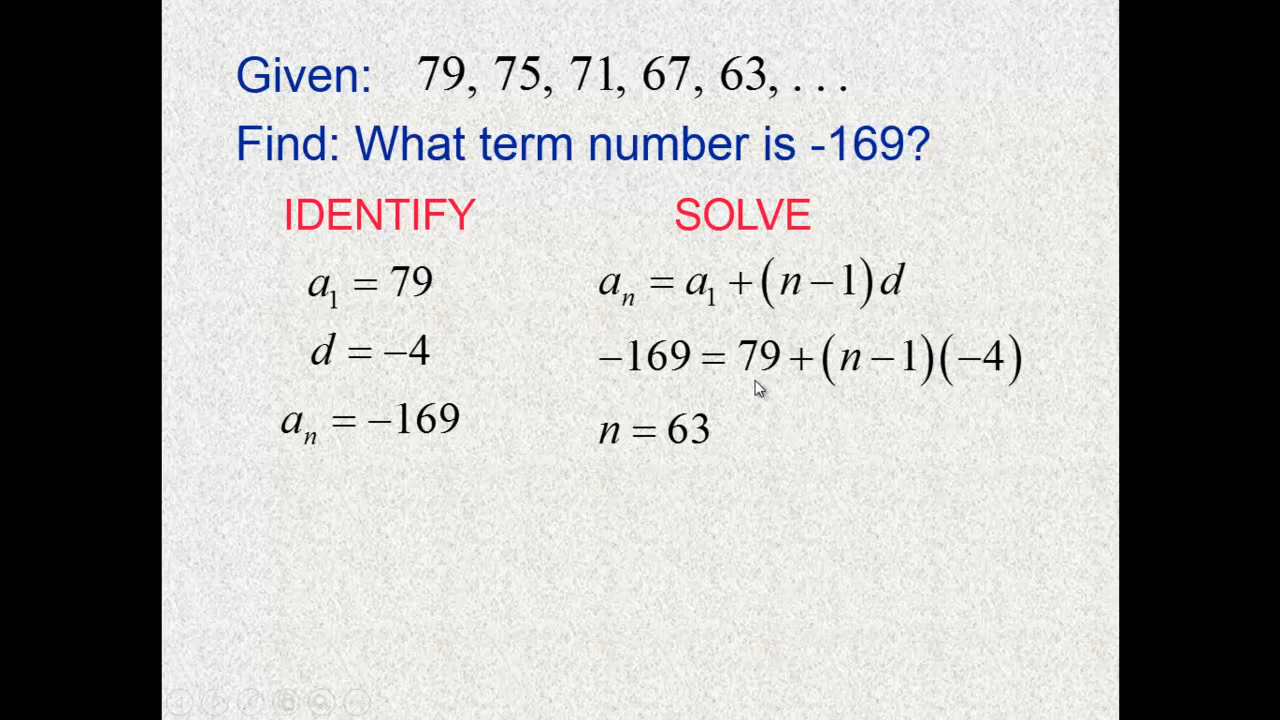 Given: 79, 75, 71, 67, 63, . . .
Find: What term number is -169?
IDENTIFY
a₁ = 79
d = −4
aₙ = −169
SOLVE
aₙ = a₁ + (n − 1)d
−169 = 79 + (n − 1)(−4)
n = 63